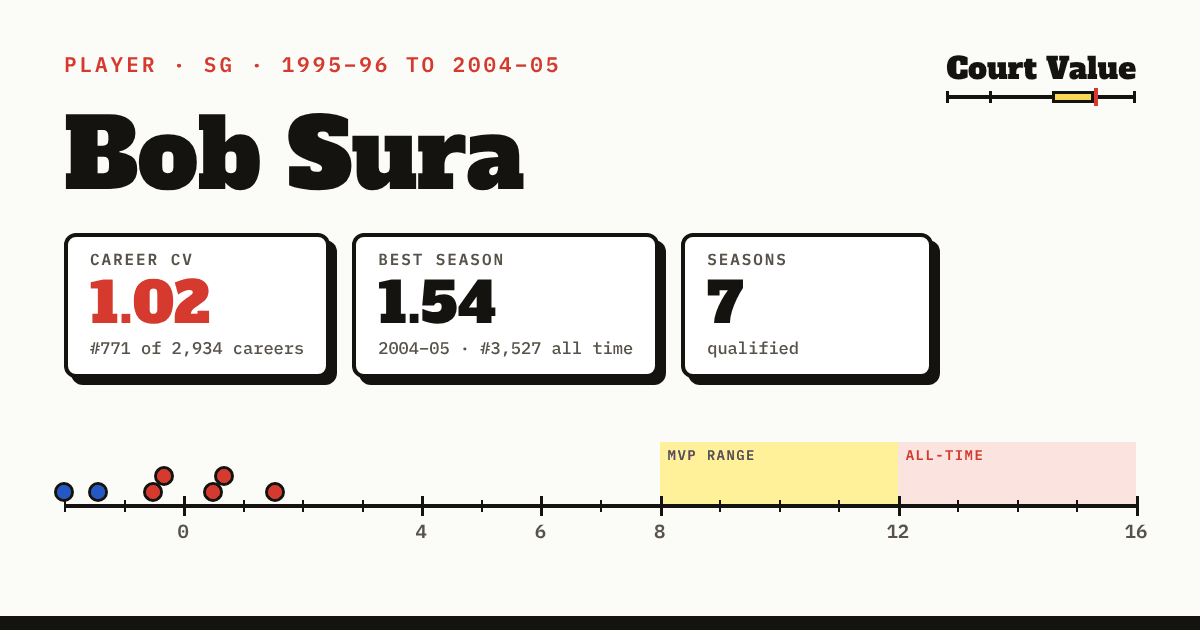 PLAYER · SG · 1995–96 TO 2004–05
Court Value
Bob Sura
CAREER CV
1.02
#771 of 2,934 careers
BEST SEASON
1.54
2004–05 · #3,527 all time
SEASONS
7
qualified
MVP RANGE
ALL-TIME
0 4 6 8 12 16